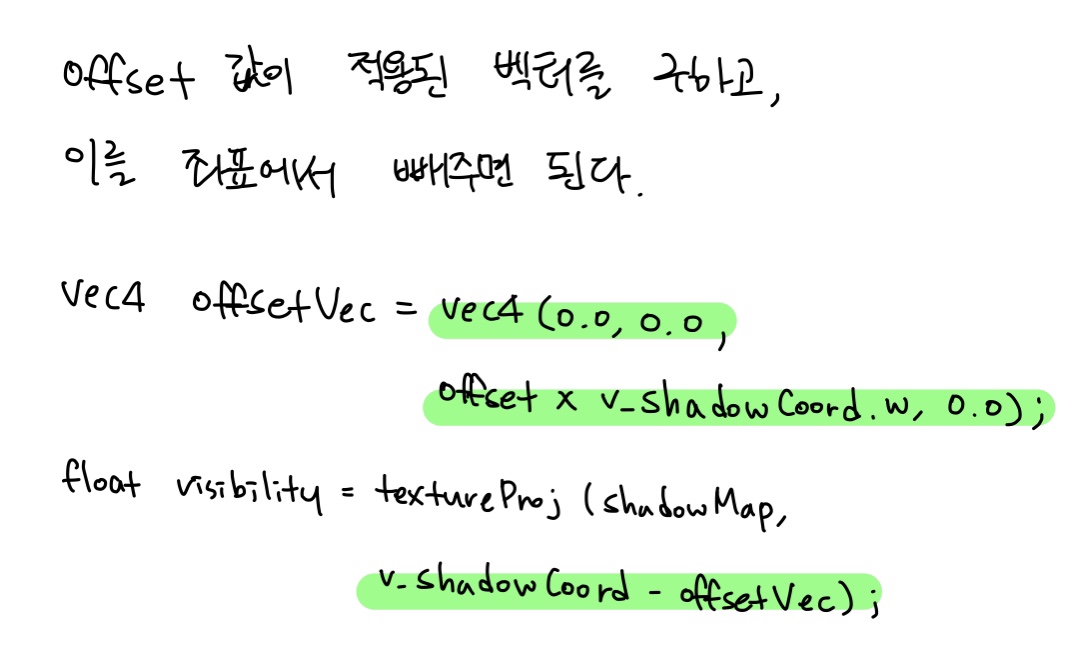 offset 값이 적용된 벡터를 구하고,
이를 좌표에서 빼주면 된다.
vec4 offsetVec = vec4(0.0, 0.0,
offset x v_shadowCoord.w, 0.0);
float visibility = textureProj(shadowMap,
v_shadowCoord - offsetVec);